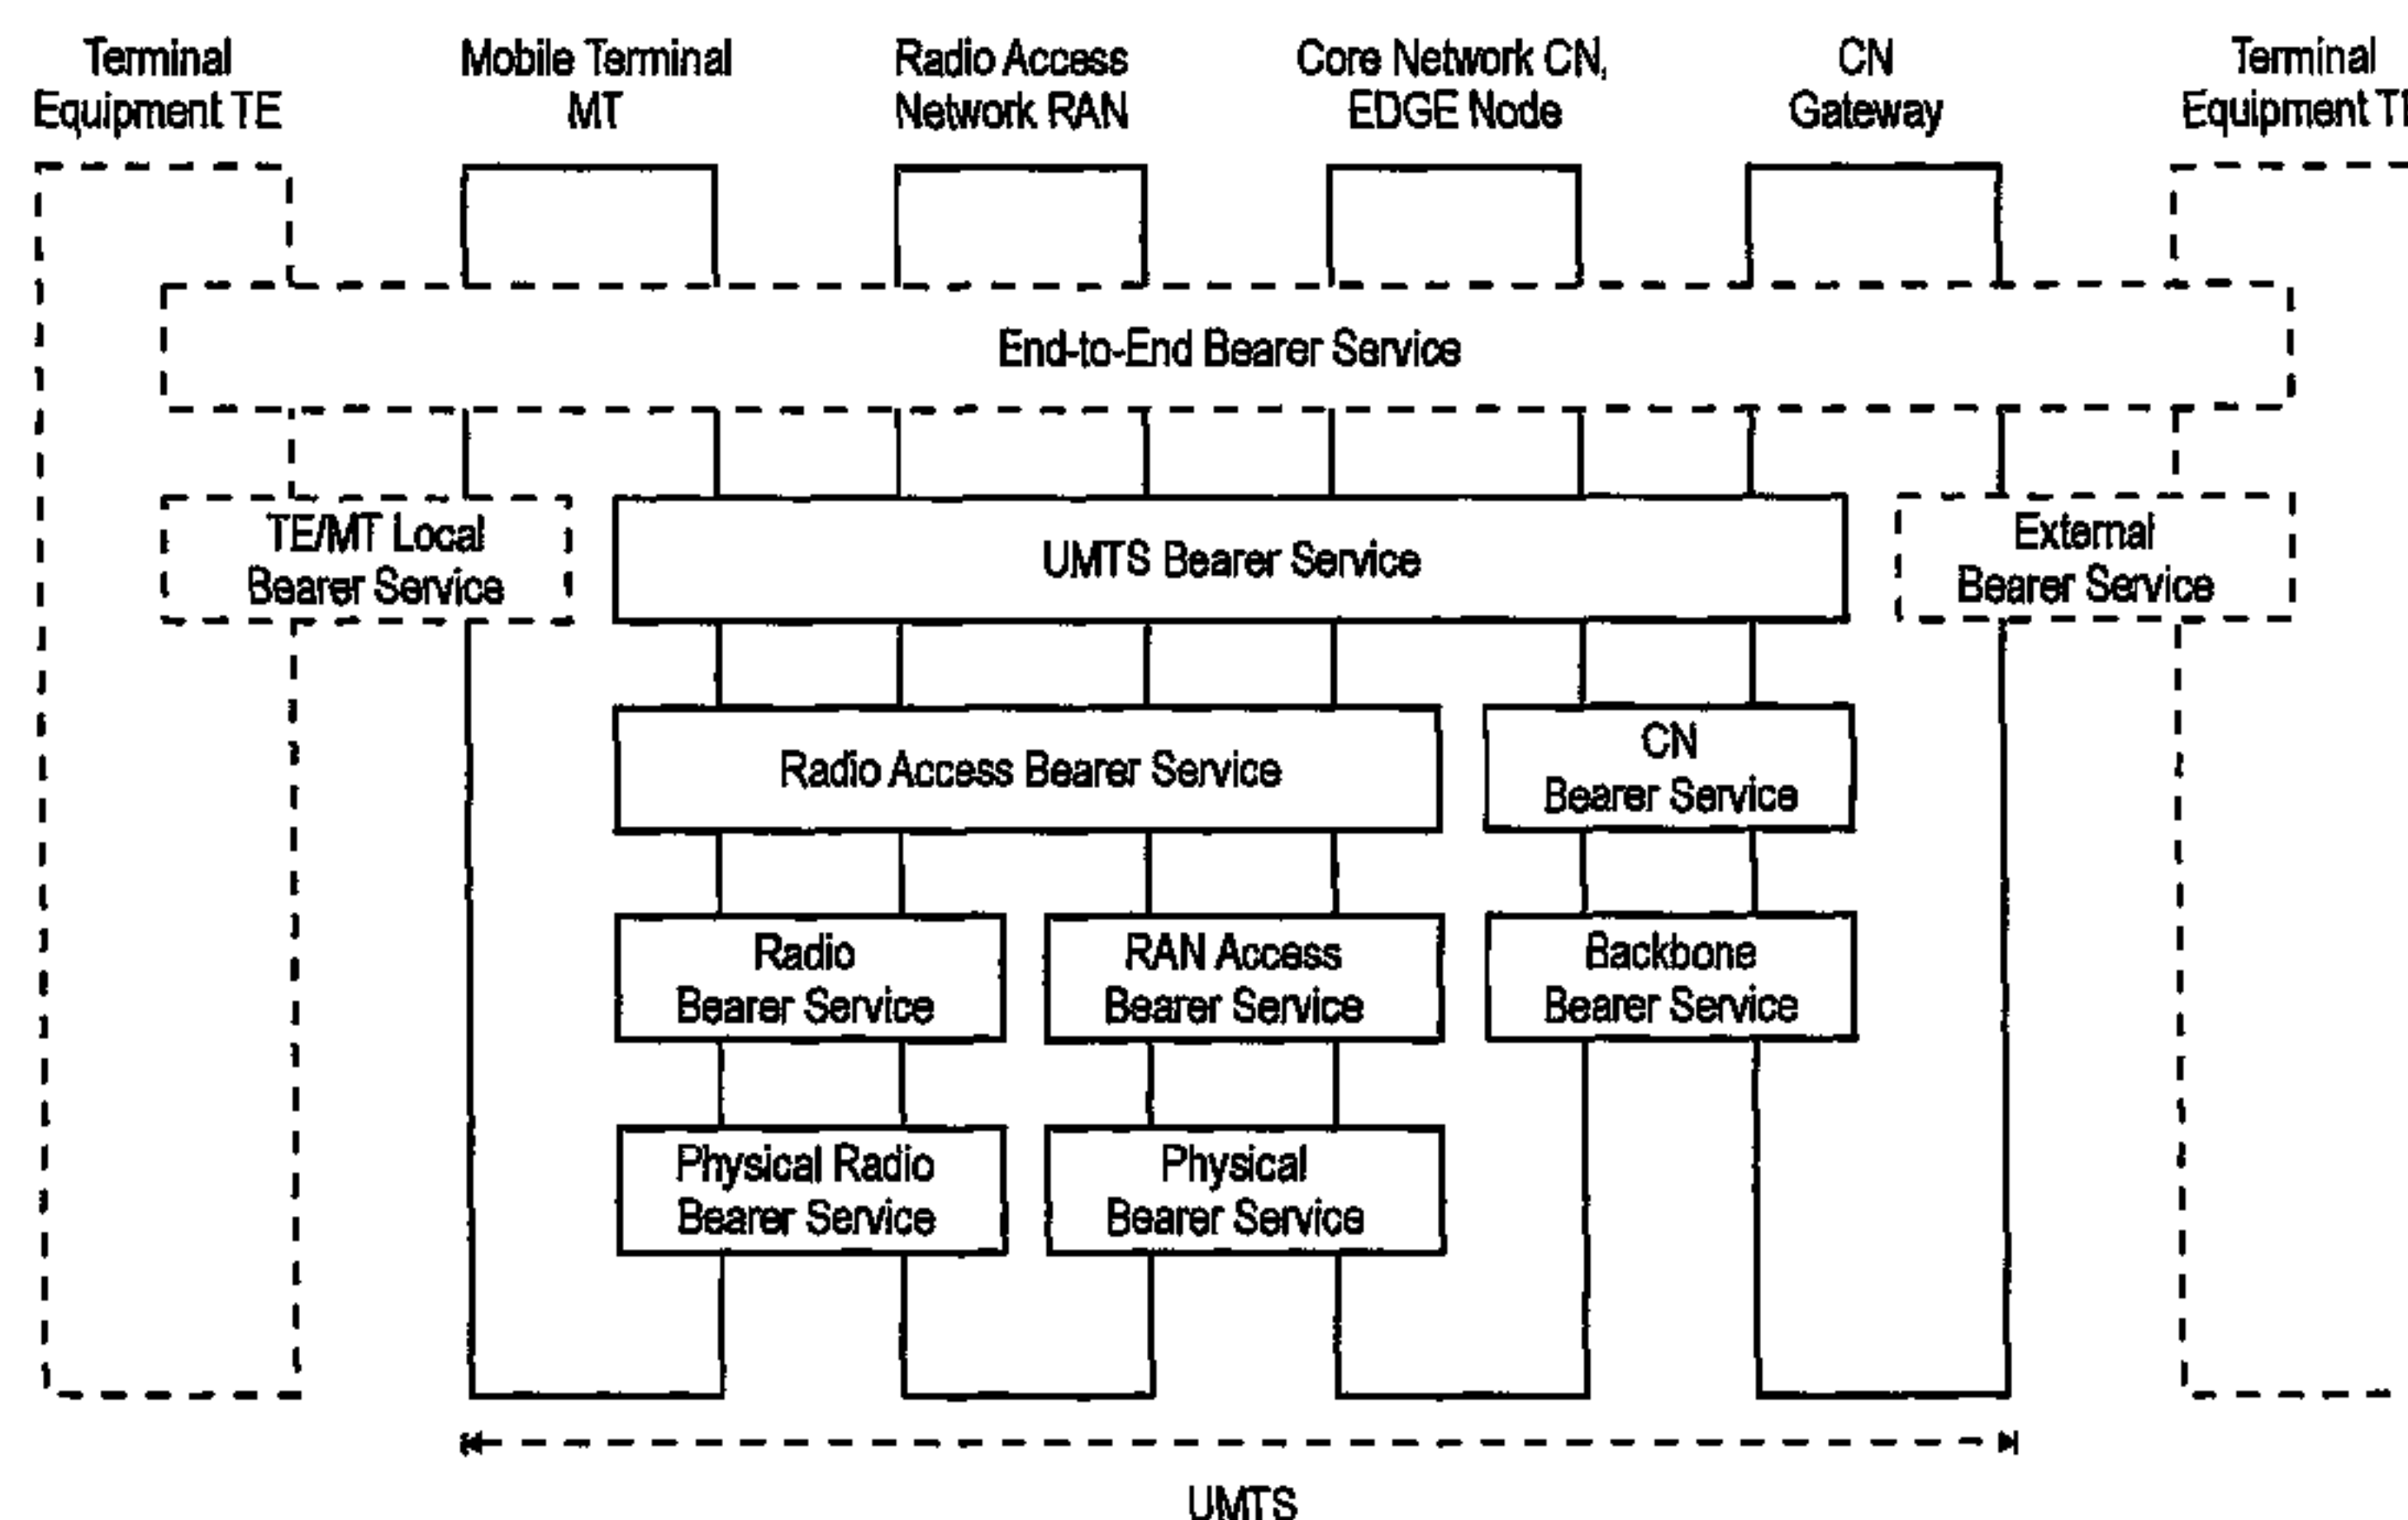 Terminal
Equipment TE
Mobile Terminal
MT
Radio Access
Network RAN
Core Network CN,
EDGE Node
CN
Gateway
Terminal
Equipment
End-to-End Bearer Service
TE/MT Local
Bearer Service
UMTS Bearer Service
External
Bearer Service
Radio Access Bearer Service
CN
Bearer Service
Radio
Bearer Service
RAN Access
Bearer Service
Backbone
Bearer Service
Physical Radio
Bearer Service
Physical
Bearer Service
UMTS